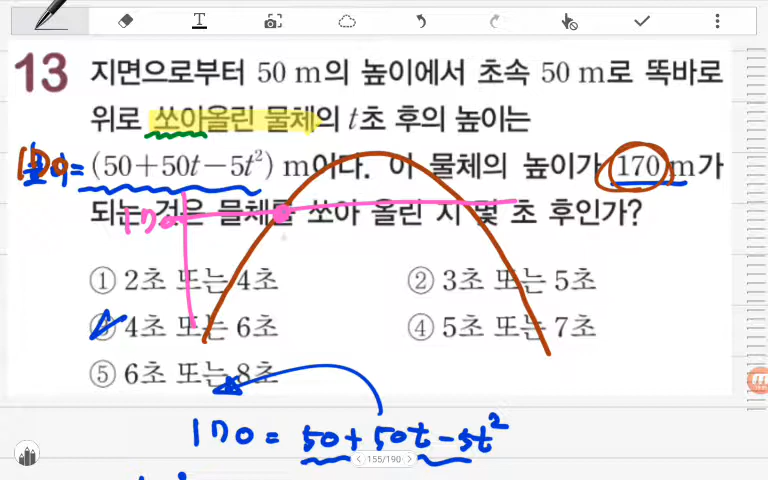 T
13 지면으로부터 50 m의 높이에서 초속 50 m로 똑바로
위로 쏘아올린 물체의 t초 후의 높이는
(50+50t−5t²) m이다. 이 물체의 높이가 170 m가
되는 것은 물체를 쏘아 올린 지 몇 초 후인가?
170
① 2초 또는 4초 ② 3초 또는 5초
③ 4초 또는 6초 ④ 5초 또는 7초
⑤ 6초 또는 8초
170 = 50+50t−5t²
155/190